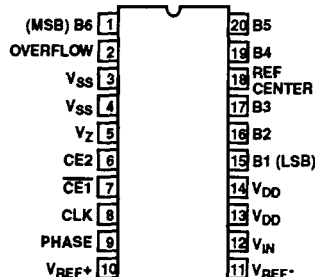 (MSB) B6 1
OVERFLOW 2
VSS 3
VSS 4
VZ 5
CE2 6
C̅E̅1̅ 7
CLK 8
PHASE 9
VREF+ 10
20 B5
19 B4
18 REF
CENTER
17 B3
16 B2
15 B1 (LSB)
14 VDD
13 VDD
12 VIN
11 VREF-